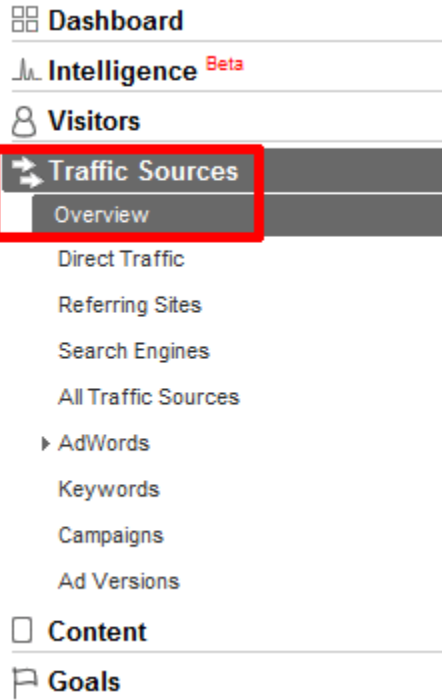 Dashboard
Intelligence Beta
Visitors
Traffic Sources
Overview
Direct Traffic
Referring Sites
Search Engines
All Traffic Sources
AdWords
Keywords
Campaigns
Ad Versions
Content
Goals